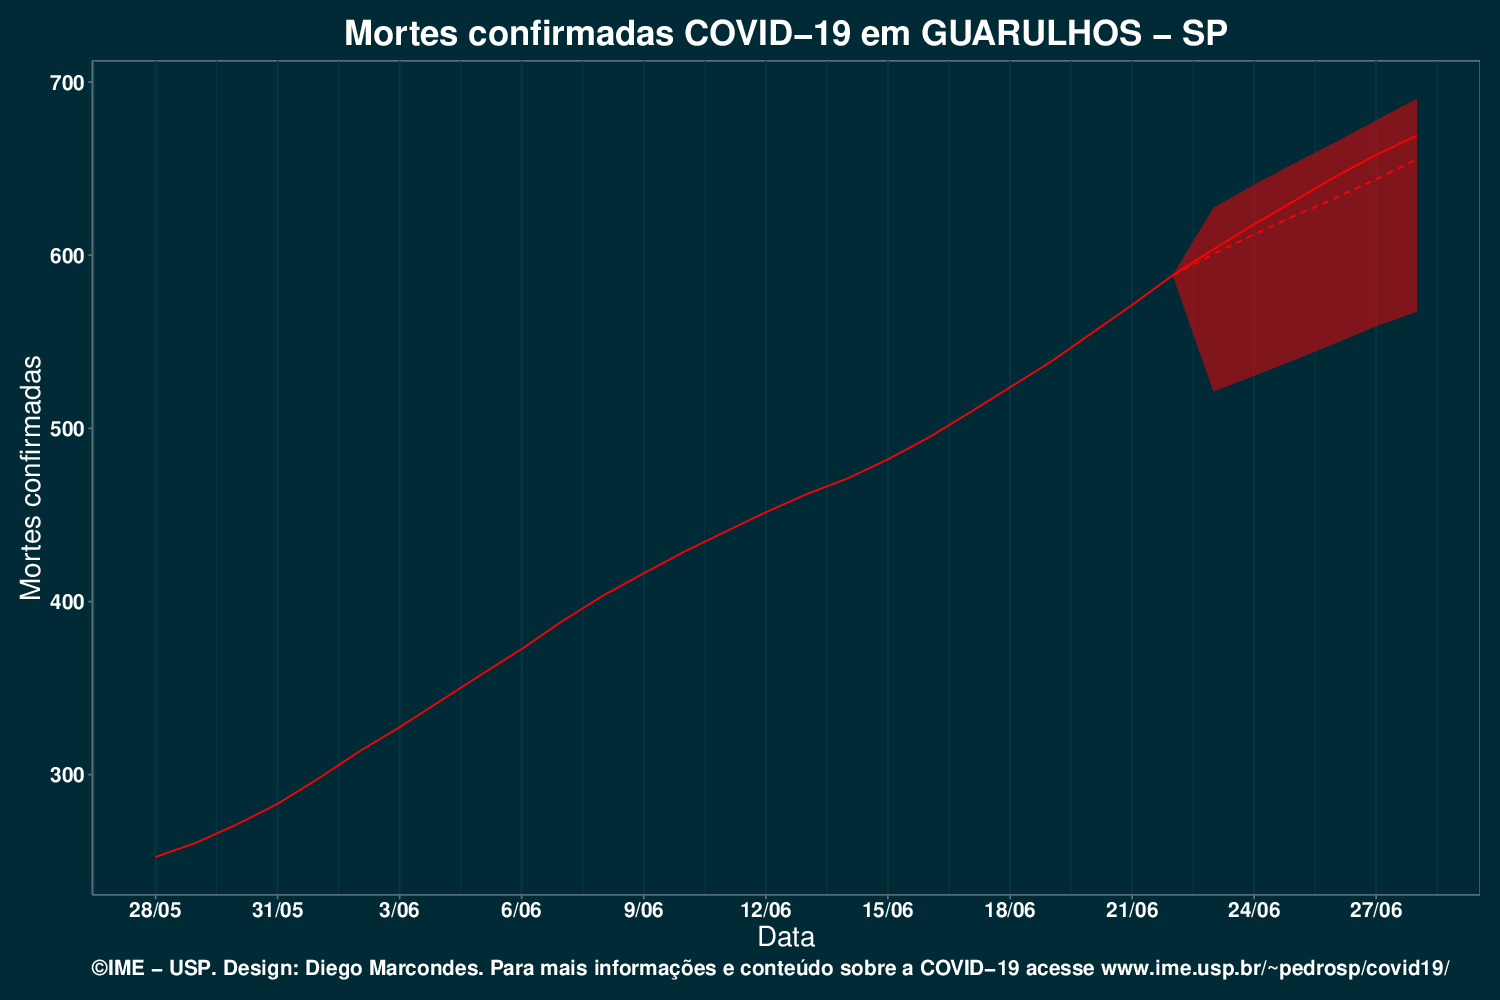 Mortes confirmadas COVID−19 em GUARULHOS − SP
700
600
500
400
300
Mortes confirmadas
28/05 31/05 3/06 6/06 9/06 12/06 15/06 18/06 21/06 24/06 27/06
Data
©IME − USP. Design: Diego Marcondes. Para mais informações e conteúdo sobre a COVID−19 acesse www.ime.usp.br/~pedrosp/covid19/